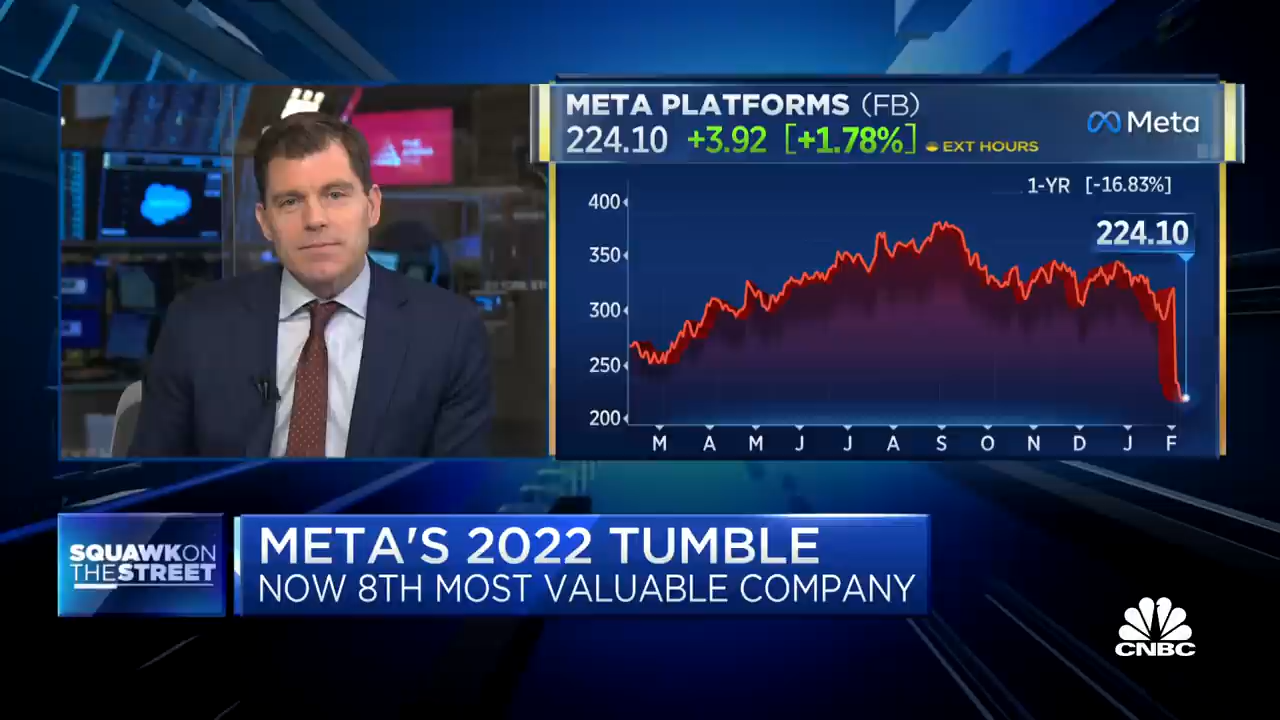 META PLATFORMS (FB)
224.10 +3.92 [+1.78%] EXT HOURS
Meta
1-YR [-16.83%]
224.10
400
350
300
250
200
M A M J J A S O N D J F
SQUAWK ON
THE STREET
META'S 2022 TUMBLE
NOW 8TH MOST VALUABLE COMPANY
CNBC